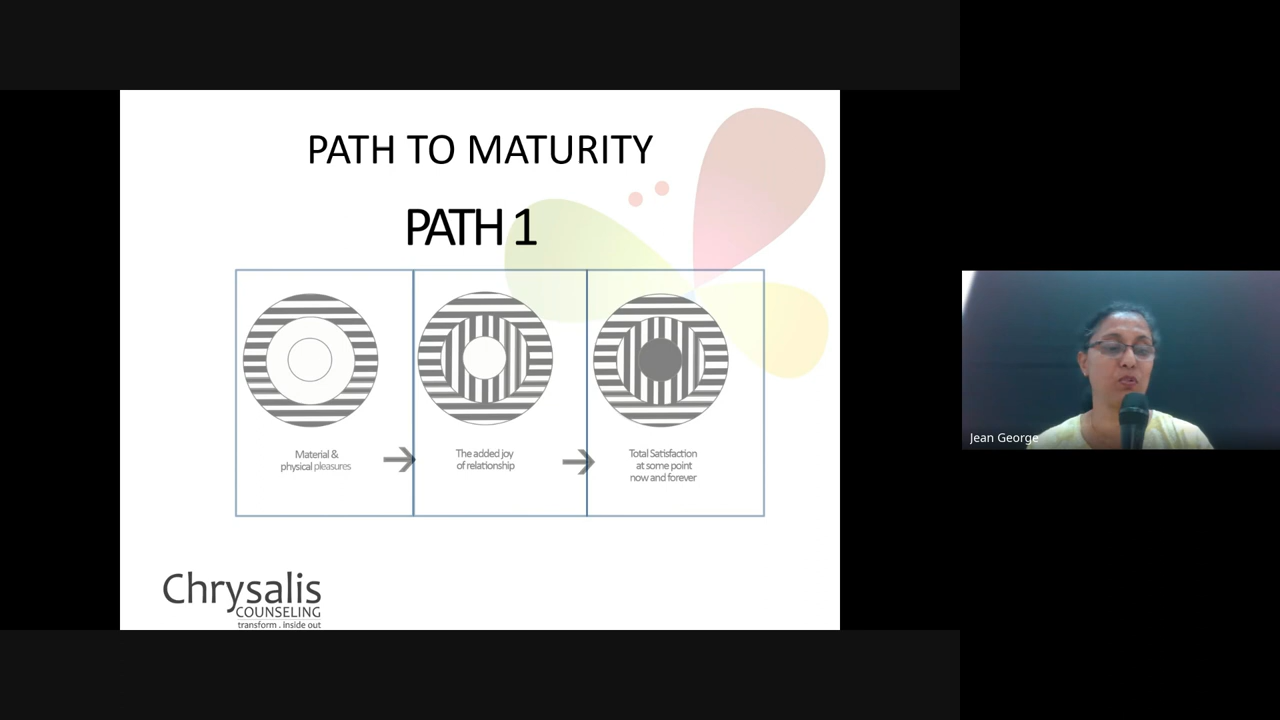 PATH TO MATURITY
PATH 1
Material &
physical pleasures
The added joy
of relationship
Total Satisfaction
at some point
now and forever
Chrysalis
COUNSELING
transform . inside out
Jean George